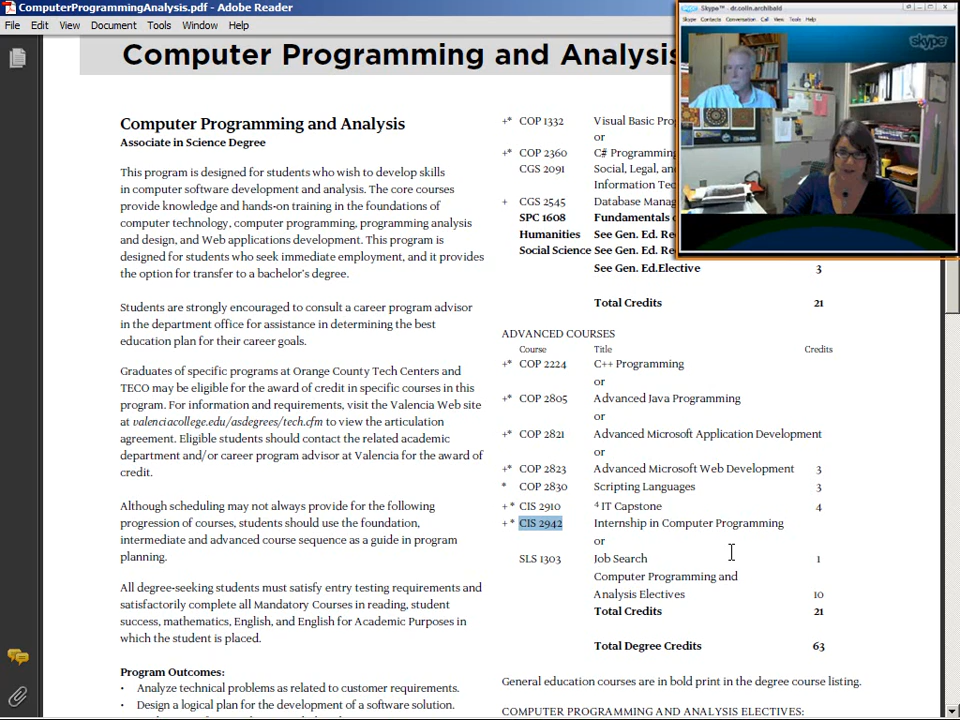 ComputerProgrammingAnalysis.pdf - Adobe Reader
File Edit View Document Tools Window Help
Skype™ - dr.colin.archibald
Skype Contacts Conversation Call View Tools Help
skype
Computer Programming and Analysis
Computer Programming and Analysis
Associate in Science Degree
This program is designed for students who wish to develop skills
in computer software development and analysis. The core courses
provide knowledge and hands-on training in the foundations of
computer technology, computer programming, programming analysis
and design, and Web applications development. This program is
designed for students who seek immediate employment, and it provides
the option for transfer to a bachelor's degree.
Students are strongly encouraged to consult a career program advisor
in the department office for assistance in determining the best
education plan for their career goals.
Graduates of specific programs at Orange County Tech Centers and
TECO may be eligible for the award of credit in specific courses in this
program. For information and requirements, visit the Valencia Web site
at valenciacollege.edu/asdegrees/tech.cfm to view the articulation
agreement. Eligible students should contact the related academic
department and/or career program advisor at Valencia for the award of
credit.
Although scheduling may not always provide for the following
progression of courses, students should use the foundation,
intermediate and advanced course sequence as a guide in program
planning.
All degree-seeking students must satisfy entry testing requirements and
satisfactorily complete all Mandatory Courses in reading, student
success, mathematics, English, and English for Academic Purposes in
which the student is placed.
Program Outcomes:
• Analyze technical problems as related to customer requirements.
• Design a logical plan for the development of a software solution.
+* COP 1332 Visual Basic
or
+* COP 2360 C# Programming
CGS 2091 Social, Legal,
Information
+ CGS 2545 Database
SPC 1608 Fundamentals
Humanities See Gen. Ed.
Social Science See Gen. Ed.
See Gen. Ed.Elective 3
Total Credits 21
ADVANCED COURSES
Course Title Credits
+* COP 2224 C++ Programming
or
+* COP 2805 Advanced Java Programming
or
+* COP 2821 Advanced Microsoft Application Development
or
+* COP 2823 Advanced Microsoft Web Development 3
* COP 2830 Scripting Languages 3
+* CIS 2910 ⁴ IT Capstone 4
+* CIS 2942 Internship in Computer Programming
or
SLS 1303 Job Search 1
Computer Programming and
Analysis Electives 10
Total Credits 21
Total Degree Credits 63
General education courses are in bold print in the degree course listing.
COMPUTER PROGRAMMING AND ANALYSIS ELECTIVES: